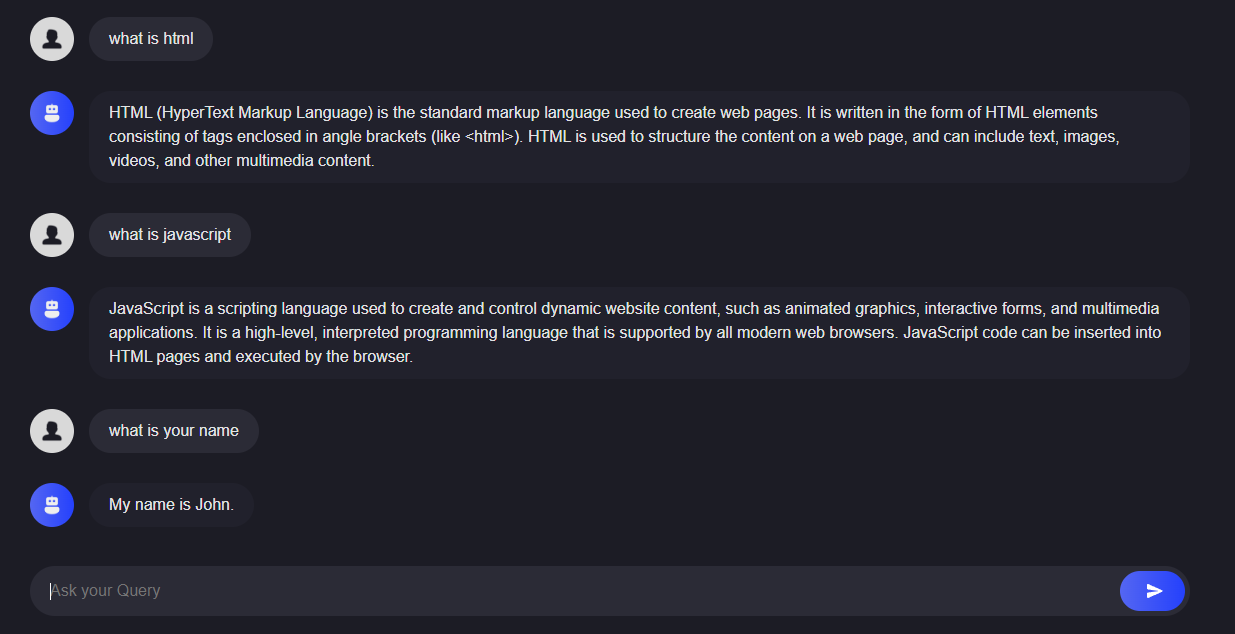 what is html
HTML (HyperText Markup Language) is the standard markup language used to create web pages. It is written in the form of HTML elements
consisting of tags enclosed in angle brackets (like <html>). HTML is used to structure the content on a web page, and can include text, images,
videos, and other multimedia content.
what is javascript
JavaScript is a scripting language used to create and control dynamic website content, such as animated graphics, interactive forms, and multimedia
applications. It is a high-level, interpreted programming language that is supported by all modern web browsers. JavaScript code can be inserted into
HTML pages and executed by the browser.
what is your name
My name is John.
Ask your Query